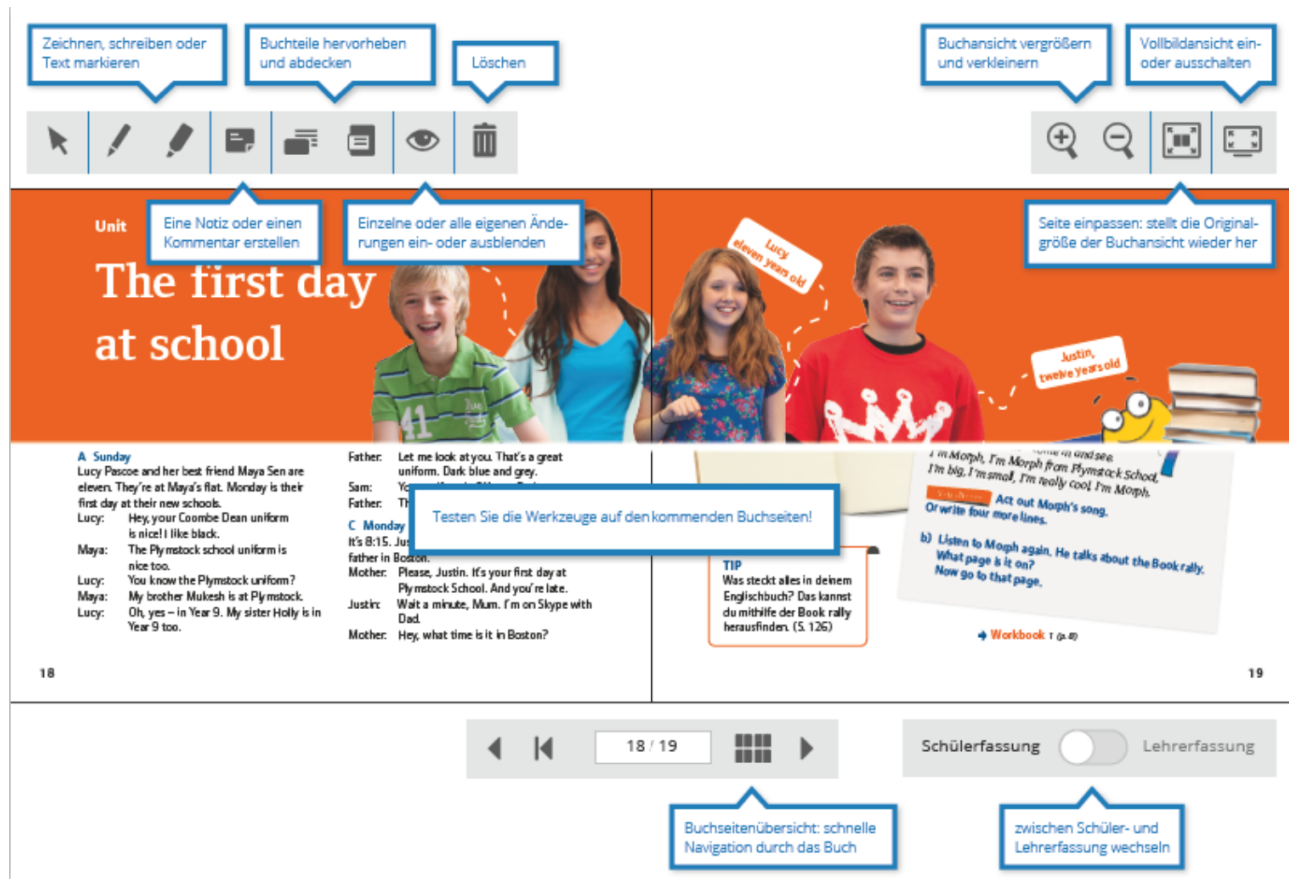 Zeichnen, schreiben oder
Text markieren
Buchteile hervorheben
und abdecken
Löschen
Buchansicht vergrößern
und verkleinern
Vollbildansicht ein-
oder ausschalten
Eine Notiz oder einen
Kommentar erstellen
Einzelne oder alle eigenen Ände-
rungen ein- oder ausblenden
Seite einpassen: stellt die Original-
größe der Buchansicht wieder her
Unit
The first day
at school
41
Lucy,
eleven years old
Justin,
twelve years old
A Sunday
Lucy Pascoe and her best friend Maya Sen are
eleven. They're at Maya's flat. Monday is their
first day at their new schools.
Lucy: Hey, your Coombe Dean uniform
is nice! I like black.
Maya: The Plymstock school uniform is
nice too.
Lucy: You know the Plymstock uniform?
Maya: My brother Mukesh is at Plymstock.
Lucy: Oh, yes – in Year 9. My sister Holly is in
Year 9 too.
Father: Let me look at you. That's a great
uniform. Dark blue and grey.
Sam:
Father:
C Monday
It's 8:15.
father in Boston.
Mother: Please, Justin. It's your first day at
Plymstock School. And you're late.
Justin: Wait a minute, Mum. I'm on Skype with
Dad.
Mother: Hey, what time is it in Boston?
Testen Sie die Werkzeuge auf den kommenden Buchseiten!
TIP
Was steckt alles in deinem
Englischbuch? Das kannst
du mithilfe der Book rally
herausfinden. (S. 126)
in and see.
I'm Morph, I'm Morph from Plymstock School,
I'm big, I'm small, I'm really cool, I'm Morph.
Act out Morph's song.
Or write four more lines.
b) Listen to Morph again. He talks about the Book rally.
What page is it on?
Now go to that page.
Workbook 1 (p.8)
18
19
18 / 19
Schülerfassung
Lehrerfassung
Buchseitenübersicht: schnelle
Navigation durch das Buch
zwischen Schüler- und
Lehrerfassung wechseln